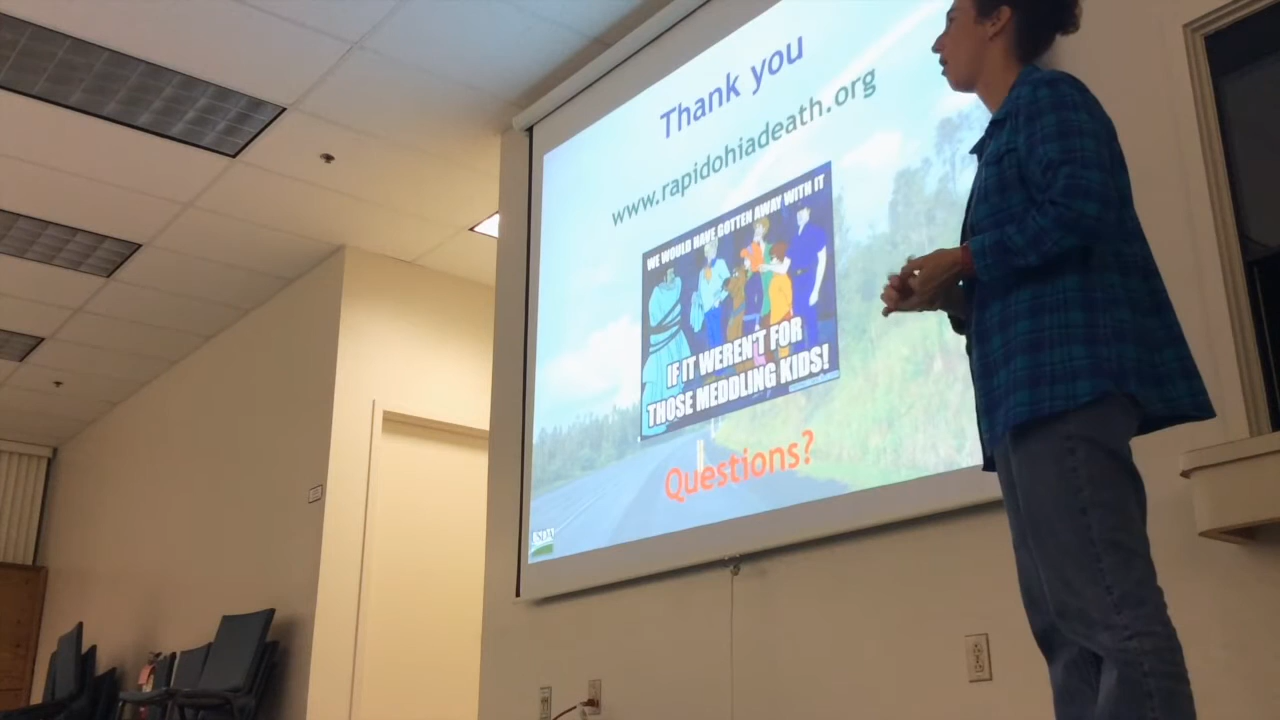 Thank you
www.rapidohiadeath.org
WE WOULD HAVE GOTTEN AWAY WITH IT
IF IT WEREN'T FOR
THOSE MEDDLING KIDS!
Questions?
USDA